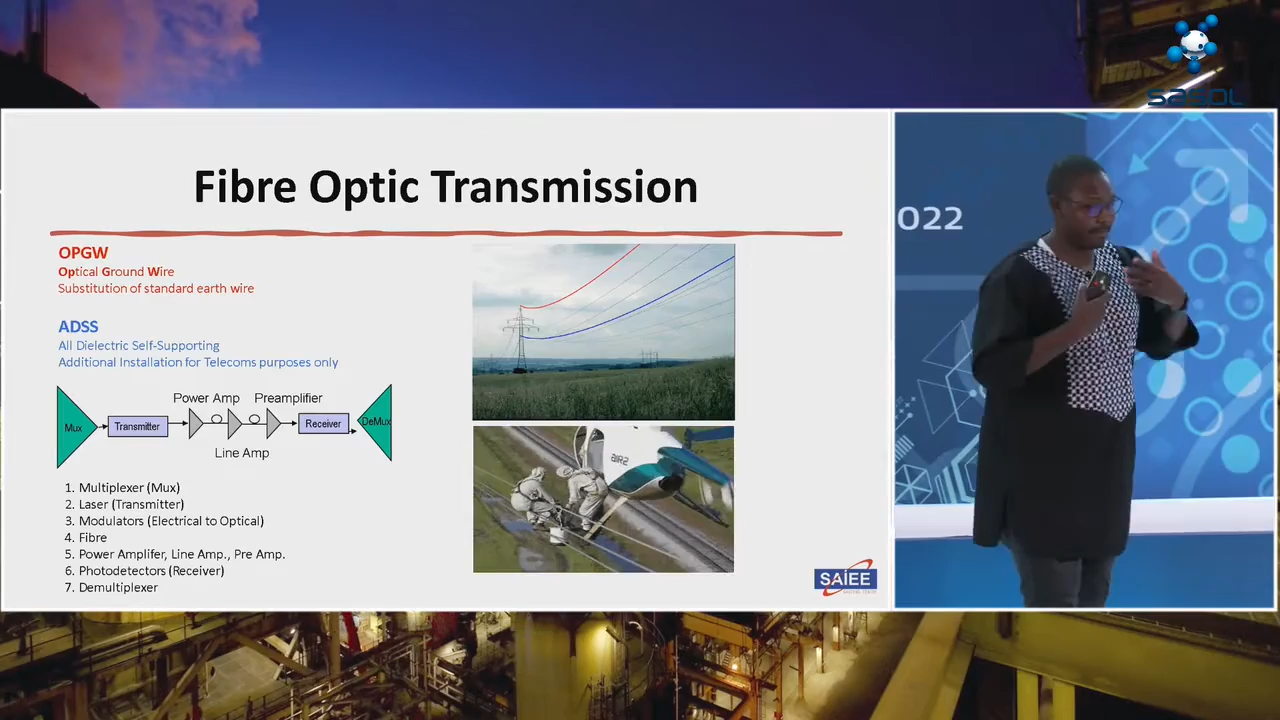 SASOL
Fibre Optic Transmission
OPGW
Optical Ground Wire
Substitution of standard earth wire
ADSS
All Dielectric Self-Supporting
Additional Installation for Telecoms purposes only
Power Amp
Preamplifier
Mux
Transmitter
Receiver
DeMux
Line Amp
1. Multiplexer (Mux)
2. Laser (Transmitter)
3. Modulators (Electrical to Optical)
4. Fibre
5. Power Amplifer, Line Amp., Pre Amp.
6. Photodetectors (Receiver)
7. Demultiplexer
SAIEE
022